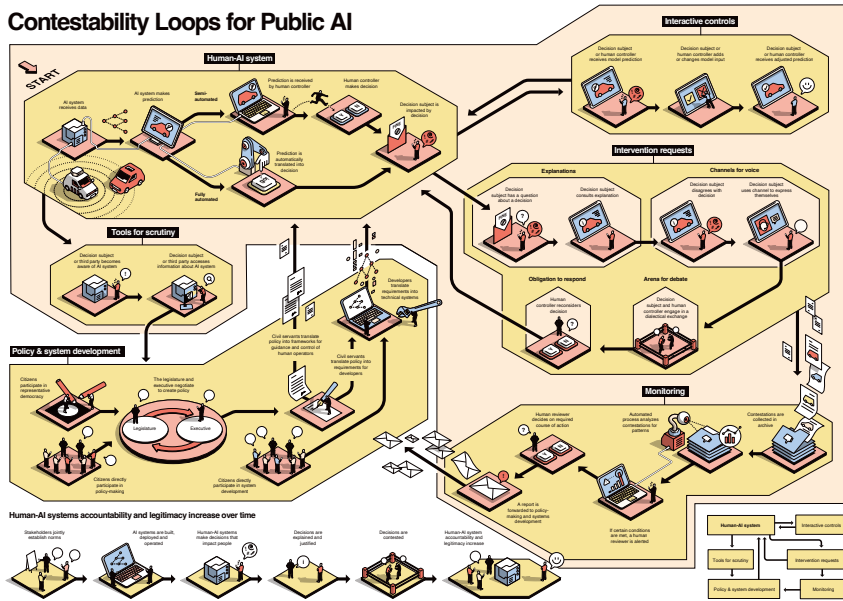 Contestability Loops for Public AI
START
Human-AI system
AI system
receives data
AI system makes
prediction
Semi-
automated
Fully
automated
Prediction is received
by human controller
Human controller
makes decision
Prediction is
automatically
translated into
decision
Decision subject is
impacted by
decision
Interactive controls
Decision subject
or human controller
receives model prediction
Decision subject or
human controller adds
or changes model input
Decision subject or
human controller
receives adjusted prediction
Intervention requests
Explanations
Channels for voice
Decision
subject has a question
about a decision
Decision subject
consults explanation
Decision subject
disagrees with
decision
Decision subject
uses channel to express
themselves
Obligation to respond
Arena for debate
Human
controller reconsiders
decision
Decision
subject and human
controller engage in a
dialectical exchange
Tools for scrutiny
Decision subject
or third party becomes
aware of AI system
Decision subject
or third party accesses
information about AI system
Policy & system development
Citizens
participate in
representative
democracy
The legislature and
executive negotiate
to create policy
Legislature
Executive
Citizens directly
participate in
policy-making
Civil servants translate
policy into frameworks for
guidance and control of
human operators
Civil servants
translate policy into
requirements for
developers
Developers
translate
requirements into
technical systems
Citizens directly
participate in system
development
Monitoring
Human reviewer
decides on required
course of action
Automated
process analyzes
contestations for
patterns
Contestations are
collected in
archive
A report is
forwarded to policy-
making and systems
development
If certain conditions
are met, a human
reviewer is alerted
Human-AI systems accountability and legitimacy increase over time
Stakeholders jointly
establish norms
AI systems are built,
deployed and
operated
Human-AI systems
make decisions that
impact people
Decisions are
explained and
justified
Decisions are
contested
Human-AI system
accountability and
legitimacy increase
Human-AI system
Interactive controls
Tools for scrutiny
Intervention requests
Policy & system development
Monitoring